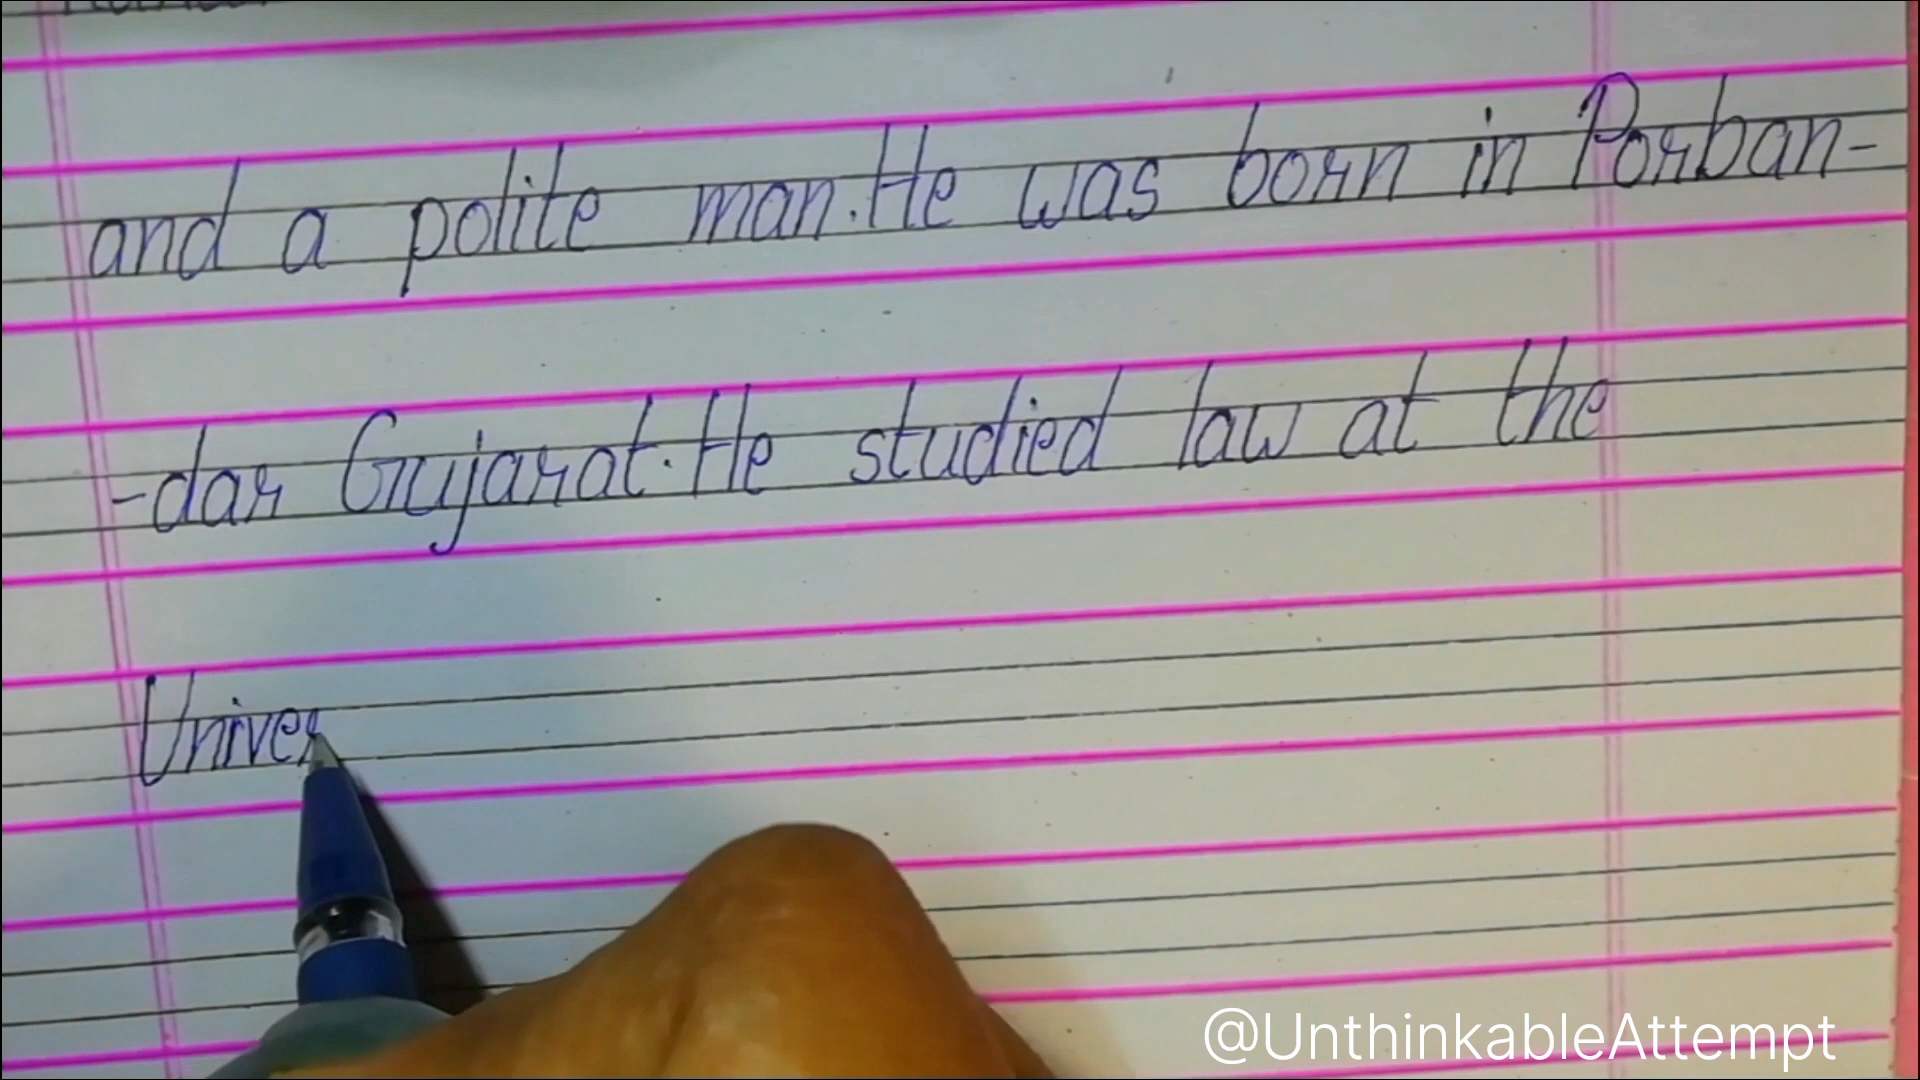 and a polite man. He was born in Porban-
-dar Gujarat. He studied law at the
Univer
@UnthinkableAttempt